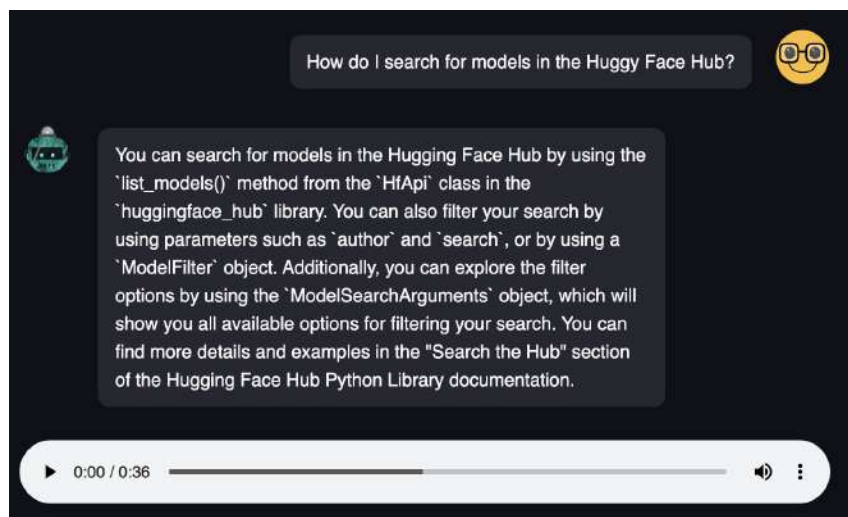 How do I search for models in the Huggy Face Hub?
You can search for models in the Hugging Face Hub by using the
`list_models()` method from the `HfApi` class in the
`huggingface_hub` library. You can also filter your search by
using parameters such as `author` and `search`, or by using a
`ModelFilter` object. Additionally, you can explore the filter
options by using the `ModelSearchArguments` object, which will
show you all available options for filtering your search. You can
find more details and examples in the "Search the Hub" section
of the Hugging Face Hub Python Library documentation.
0:00 / 0:36